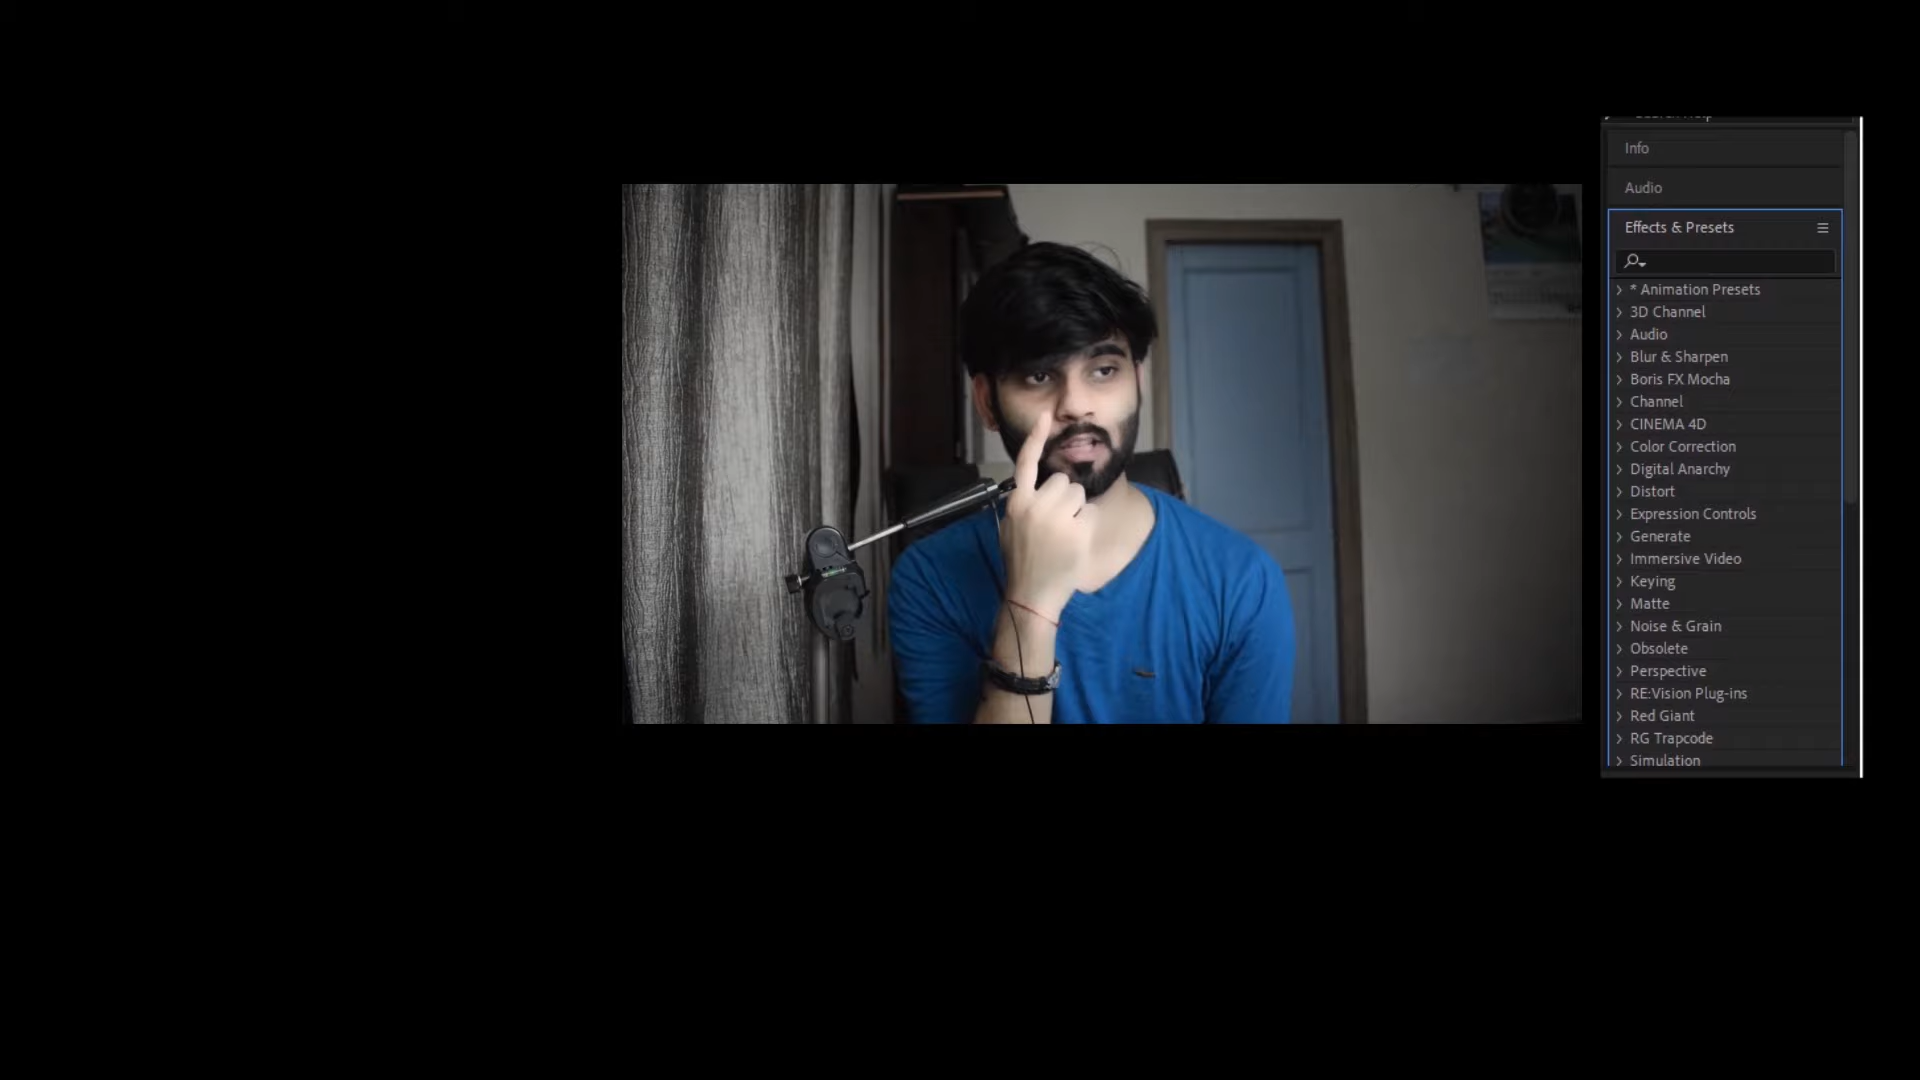 Info
Audio
Effects & Presets
* Animation Presets
3D Channel
Audio
Blur & Sharpen
Boris FX Mocha
Channel
CINEMA 4D
Color Correction
Digital Anarchy
Distort
Expression Controls
Generate
Immersive Video
Keying
Matte
Noise & Grain
Obsolete
Perspective
RE:Vision Plug-ins
Red Giant
RG Trapcode
Simulation